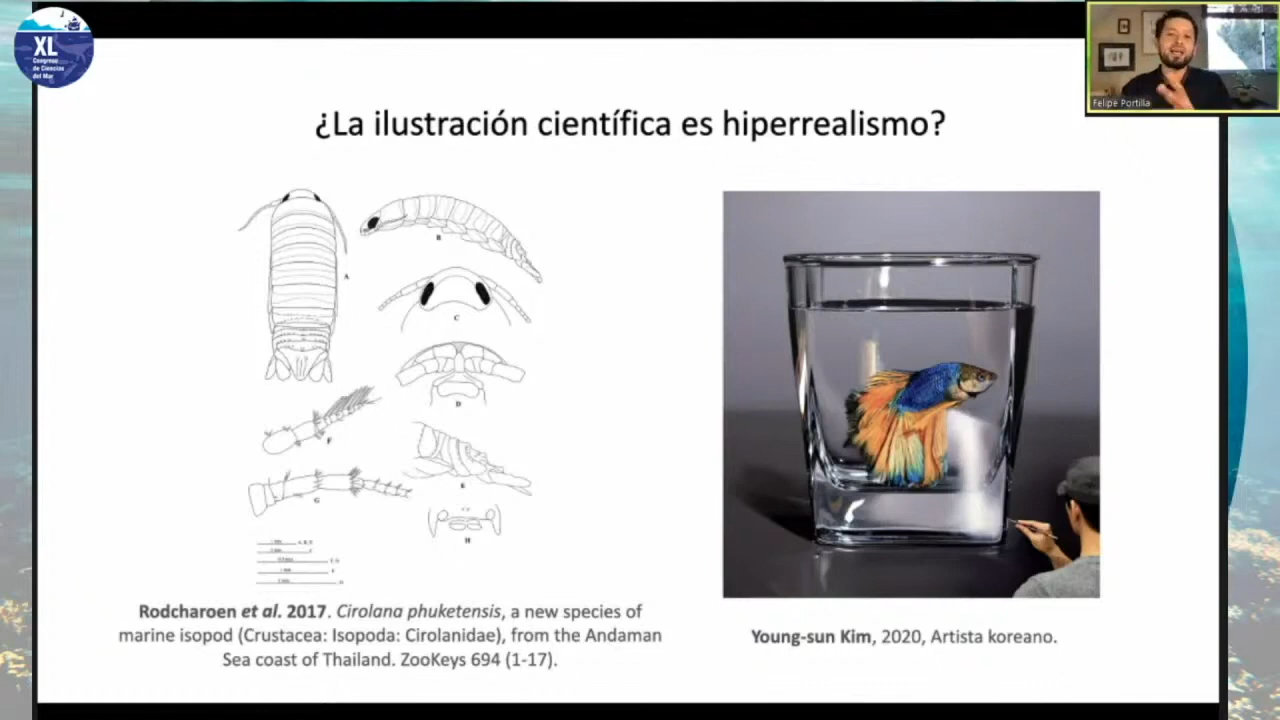 XL
Congreso
de Ciencias
del Mar
Felipe Portilla
¿La ilustración científica es hiperrealismo?
A
B
C
D
F
E
G
H
Rodcharoen et al. 2017. Cirolana phuketensis, a new species of
marine isopod (Crustacea: Isopoda: Cirolanidae), from the Andaman
Sea coast of Thailand. ZooKeys 694 (1-17).
Young-sun Kim, 2020, Artista koreano.